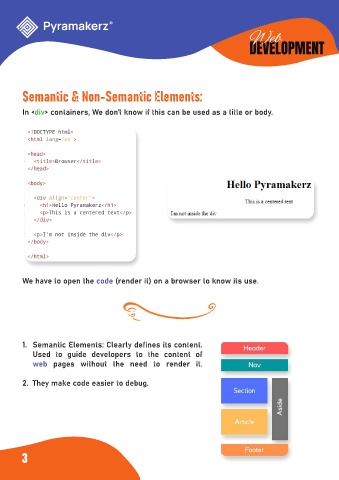 Pyramakerz®
Web
DEVELOPMENT
Semantic & Non-Semantic Elements:
In <div> containers, We don't know if this can be used as a title or body.
<!DOCTYPE html>
<html lang="en">
<head>
<title>Browser</title>
</head>
<body>
<div align="center">
<h1>Hello Pyramakerz</h1>
<p>This is a centered text</p>
</div>
<p>I'm not inside the div</p>
</body>
</html>
Hello Pyramakerz
This is a centered text
I'm not inside the div
We have to open the code (render it) on a browser to know its use.
1. Semantic Elements: Clearly defines its content.
Used to guide developers to the content of
web pages without the need to render it.
2. They make code easier to debug.
Header
Nav
Section
Aside
Article
Footer
3